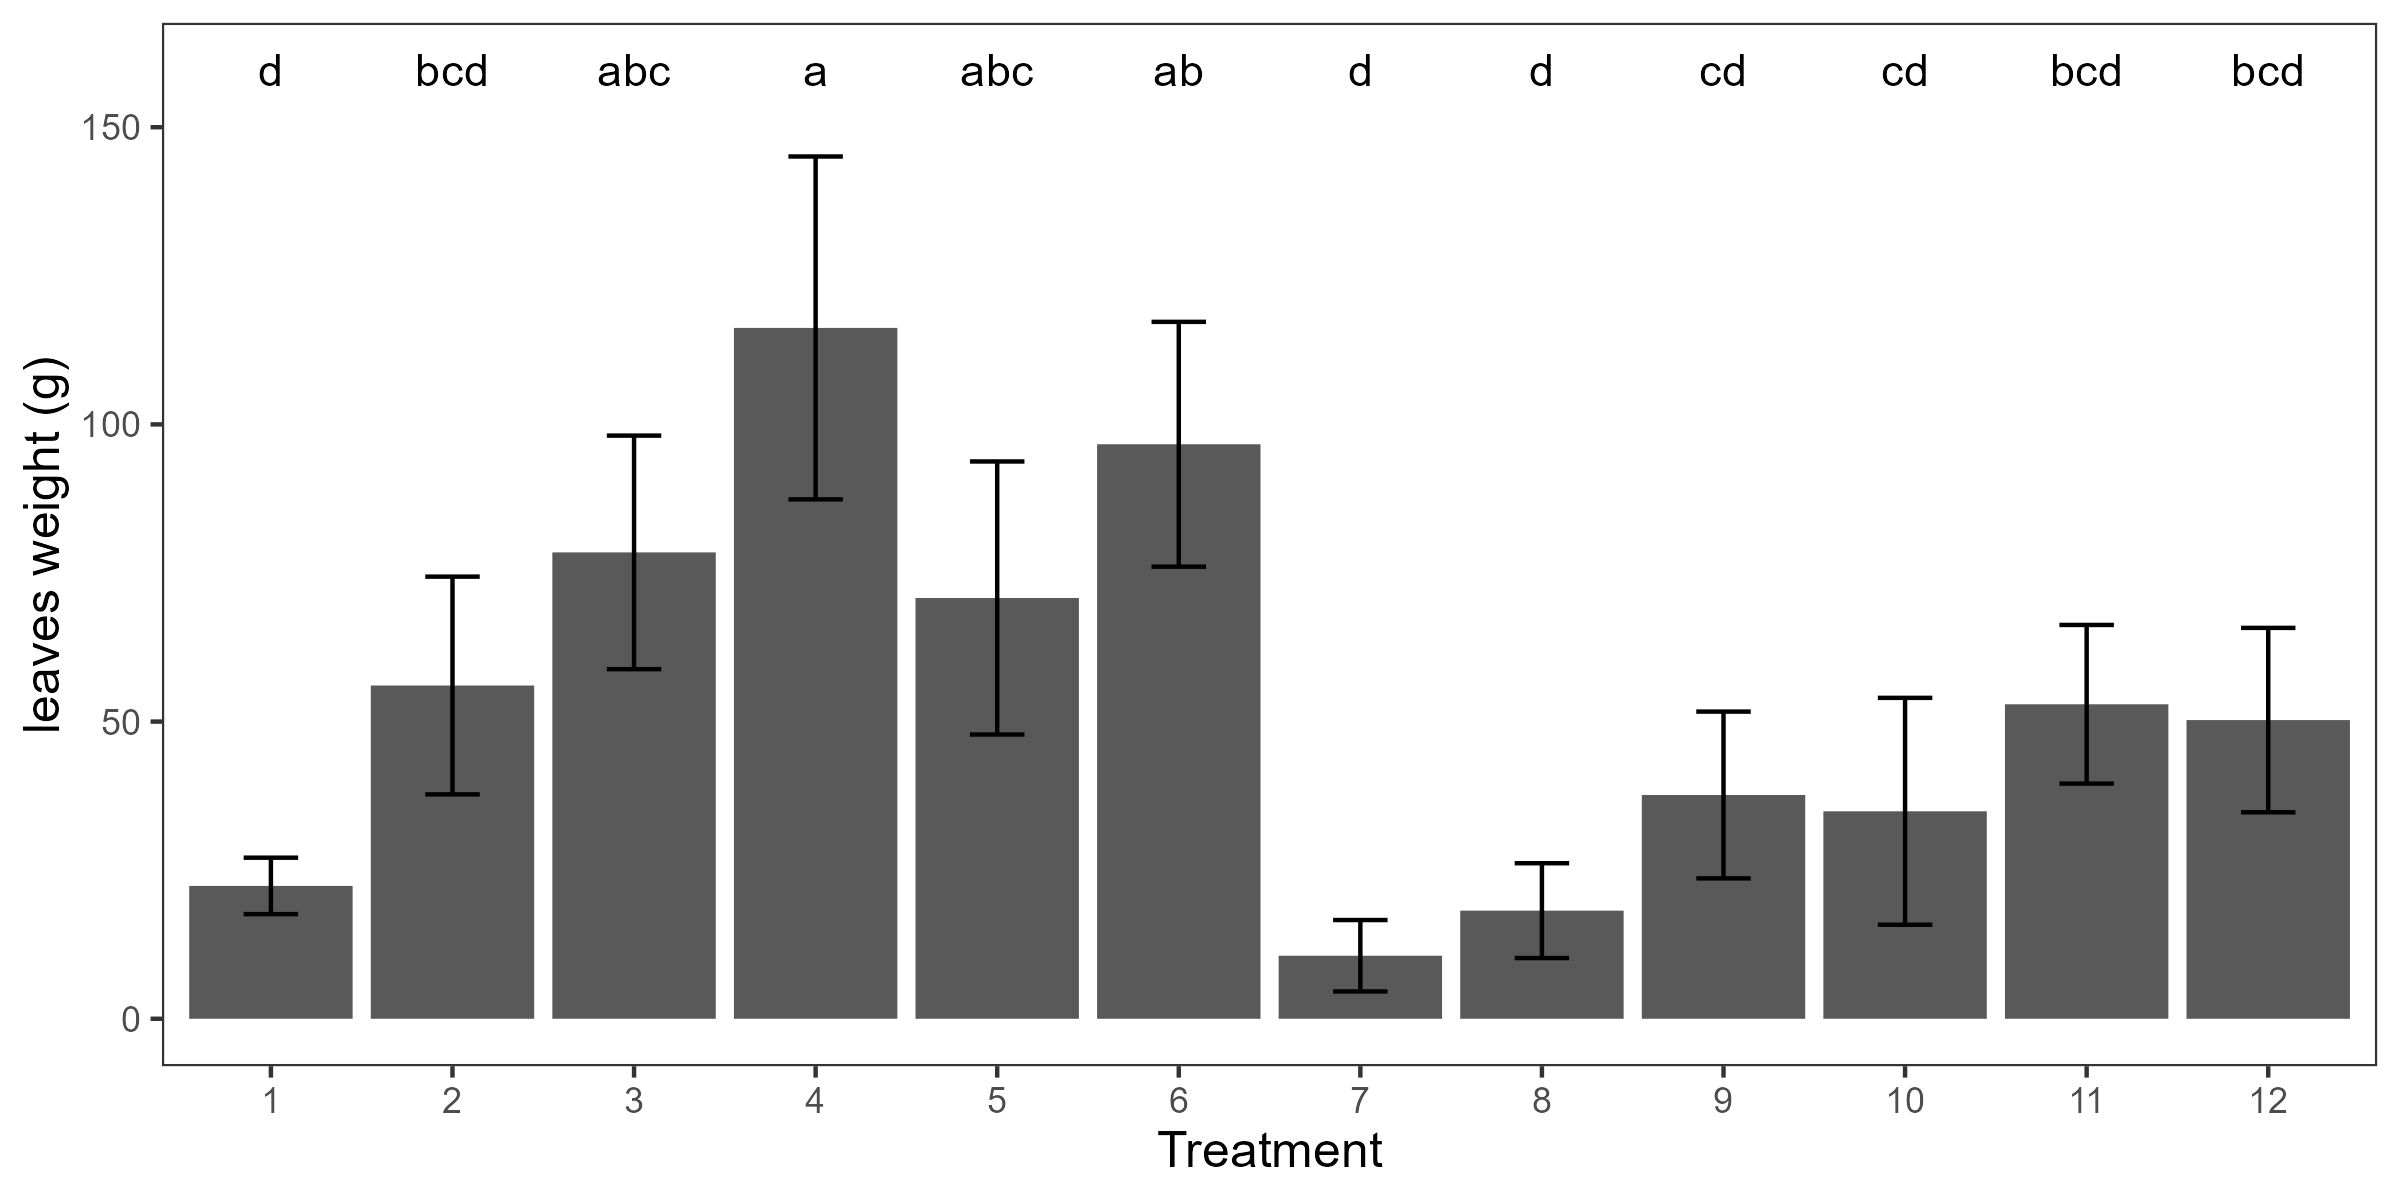 d bcd abc a abc ab d d cd cd bcd bcd
150
100
50
0
leaves weight (g)
1 2 3 4 5 6 7 8 9 10 11 12
Treatment